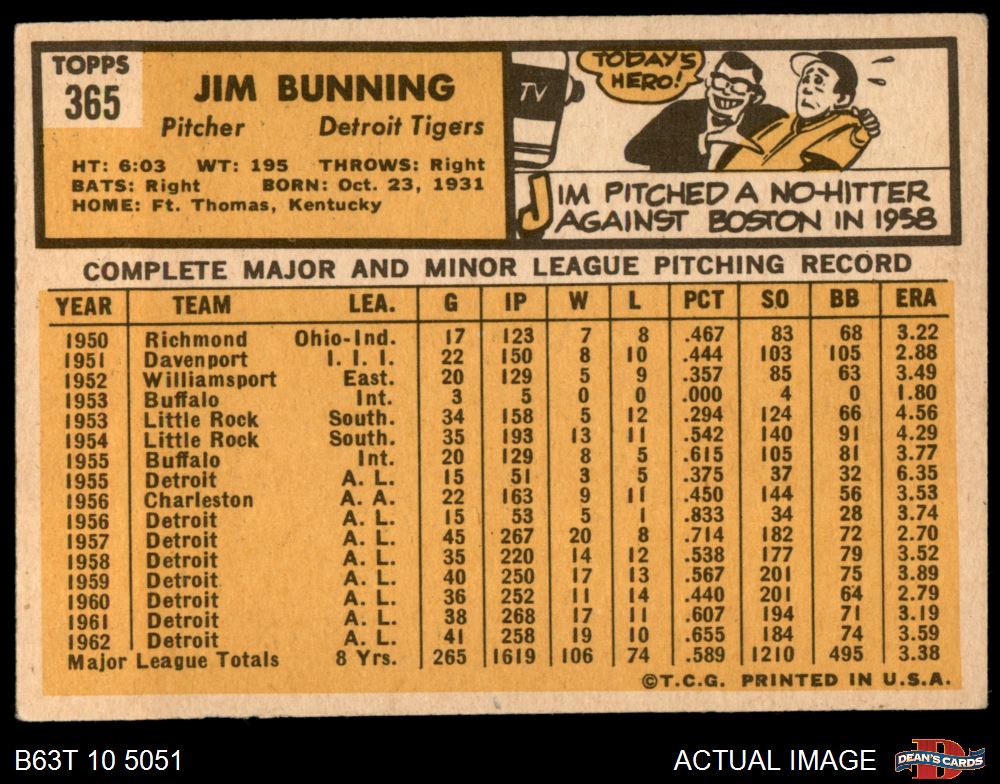 TOPPS
365
JIM BUNNING
Pitcher Detroit Tigers
HT: 6:03 WT: 195 THROWS: Right
BATS: Right BORN: Oct. 23, 1931
HOME: Ft. Thomas, Kentucky
TV
TODAY'S
HERO!
JIM PITCHED A NO-HITTER
AGAINST BOSTON IN 1958
COMPLETE MAJOR AND MINOR LEAGUE PITCHING RECORD
YEAR TEAM LEA. G IP W L PCT SO BB ERA
1950 Richmond Ohio-Ind. 17 123 7 8 .467 83 68 3.22
1951 Davenport I. I. I. 22 150 8 10 .444 103 105 2.88
1952 Williamsport East. 20 129 5 9 .357 85 63 3.49
1953 Buffalo Int. 3 5 0 0 .000 4 0 1.80
1953 Little Rock South. 34 158 5 12 .294 124 66 4.56
1954 Little Rock South. 35 193 13 11 .542 140 91 4.29
1955 Buffalo Int. 20 129 8 5 .615 105 81 3.77
1955 Detroit A. L. 15 51 3 5 .375 37 32 6.35
1956 Charleston A. A. 22 163 9 11 .450 144 56 3.53
1956 Detroit A. L. 15 53 5 1 .833 34 28 3.74
1957 Detroit A. L. 45 267 20 8 .714 182 72 2.70
1958 Detroit A. L. 35 220 14 12 .538 177 79 3.52
1959 Detroit A. L. 40 250 17 13 .567 201 75 3.89
1960 Detroit A. L. 36 252 11 14 .440 201 64 2.79
1961 Detroit A. L. 38 268 17 11 .607 194 71 3.19
1962 Detroit A. L. 41 258 19 10 .655 184 74 3.59
Major League Totals 8 Yrs. 265 1619 106 74 .589 1210 495 3.38
©T.C.G. PRINTED IN U.S.A.
B63T 10 5051 ACTUAL IMAGE D DEAN'S CARDS